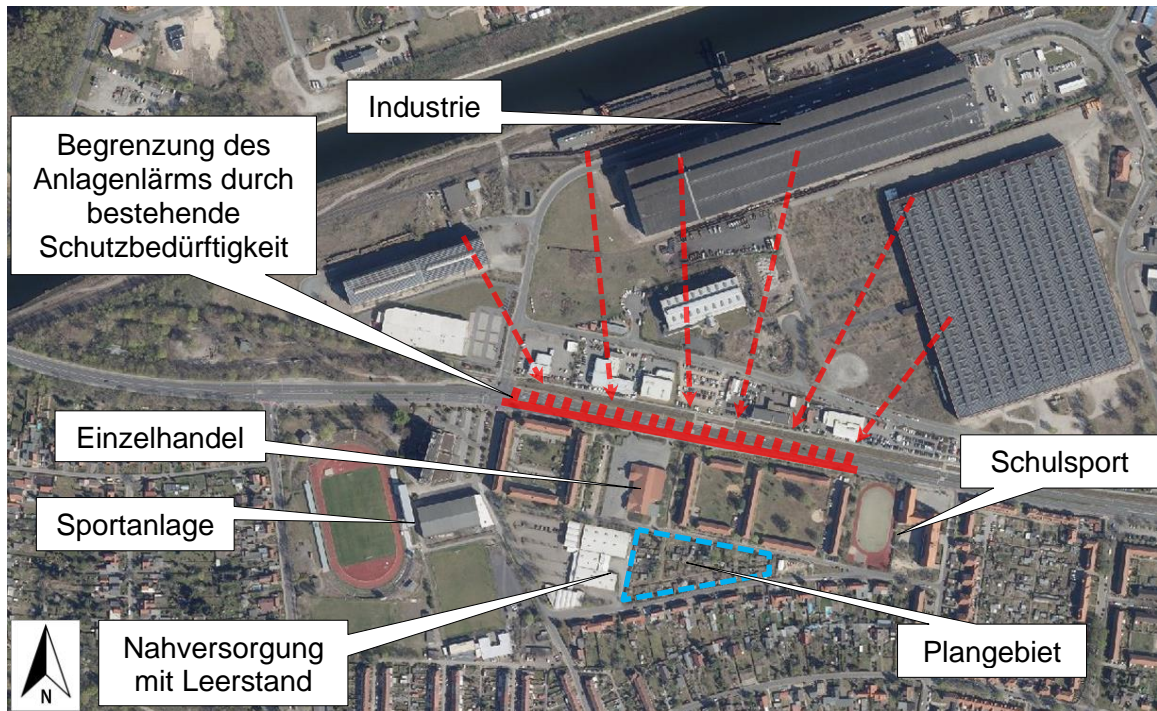 Industrie
Begrenzung des
Anlagenlärms durch
bestehende
Schutzbedürftigkeit
Einzelhandel
Schulsport
Sportanlage
Nahversorgung
mit Leerstand
Plangebiet
N